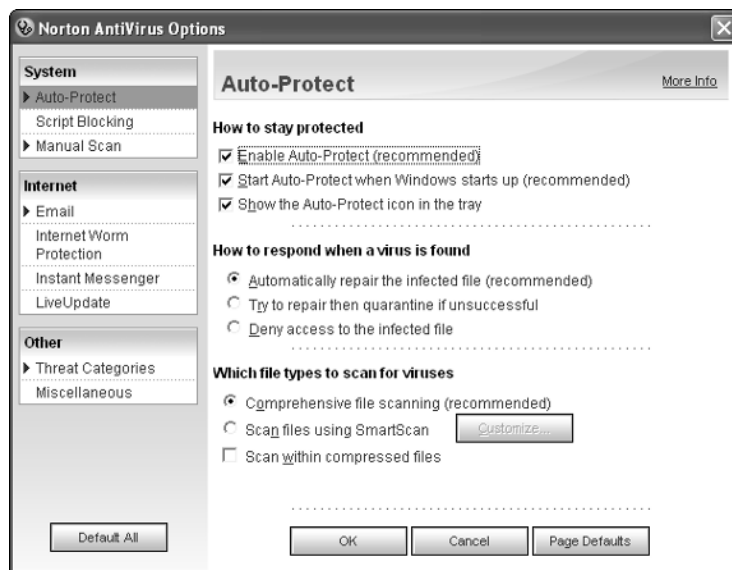 Norton AntiVirus Options
System
Auto-Protect
Script Blocking
Manual Scan
Internet
Email
Internet Worm
Protection
Instant Messenger
LiveUpdate
Other
Threat Categories
Miscellaneous
Default All
Auto-Protect
More Info
How to stay protected
Enable Auto-Protect (recommended)
Start Auto-Protect when Windows starts up (recommended)
Show the Auto-Protect icon in the tray
How to respond when a virus is found
Automatically repair the infected file (recommended)
Try to repair then quarantine if unsuccessful
Deny access to the infected file
Which file types to scan for viruses
Comprehensive file scanning (recommended)
Scan files using SmartScan
Customize...
Scan within compressed files
OK
Cancel
Page Defaults